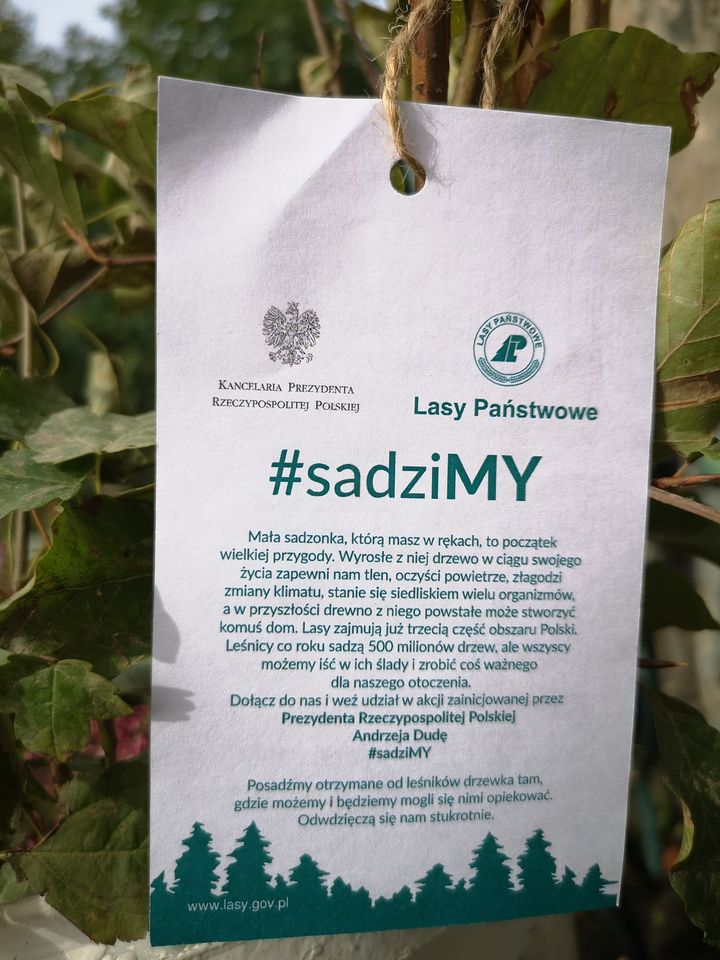 LASY PAŃSTWOWE
KANCELARIA PREZYDENTA
RZECZYPOSPOLITEJ POLSKIEJ
Lasy Państwowe
#sadziMY
Mała sadzonka, którą masz w rękach, to początek
wielkiej przygody. Wyrosłe z niej drzewo w ciągu swojego
życia zapewni nam tlen, oczyści powietrze, złagodzi
zmiany klimatu, stanie się siedliskiem wielu organizmów,
a w przyszłości drewno z niego powstałe może stworzyć
komuś dom. Lasy zajmują już trzecią część obszaru Polski.
Leśnicy co roku sadzą 500 milionów drzew, ale wszyscy
możemy iść w ich ślady i zrobić coś ważnego
dla naszego otoczenia.
Dołącz do nas i weź udział w akcji zainicjowanej przez
Prezydenta Rzeczypospolitej Polskiej
Andrzeja Dudę
#sadziMY
Posadźmy otrzymane od leśników drzewka tam,
gdzie możemy i będziemy mogli się nimi opiekować.
Odwdzięczą się nam stukrotnie.
www.lasy.gov.pl